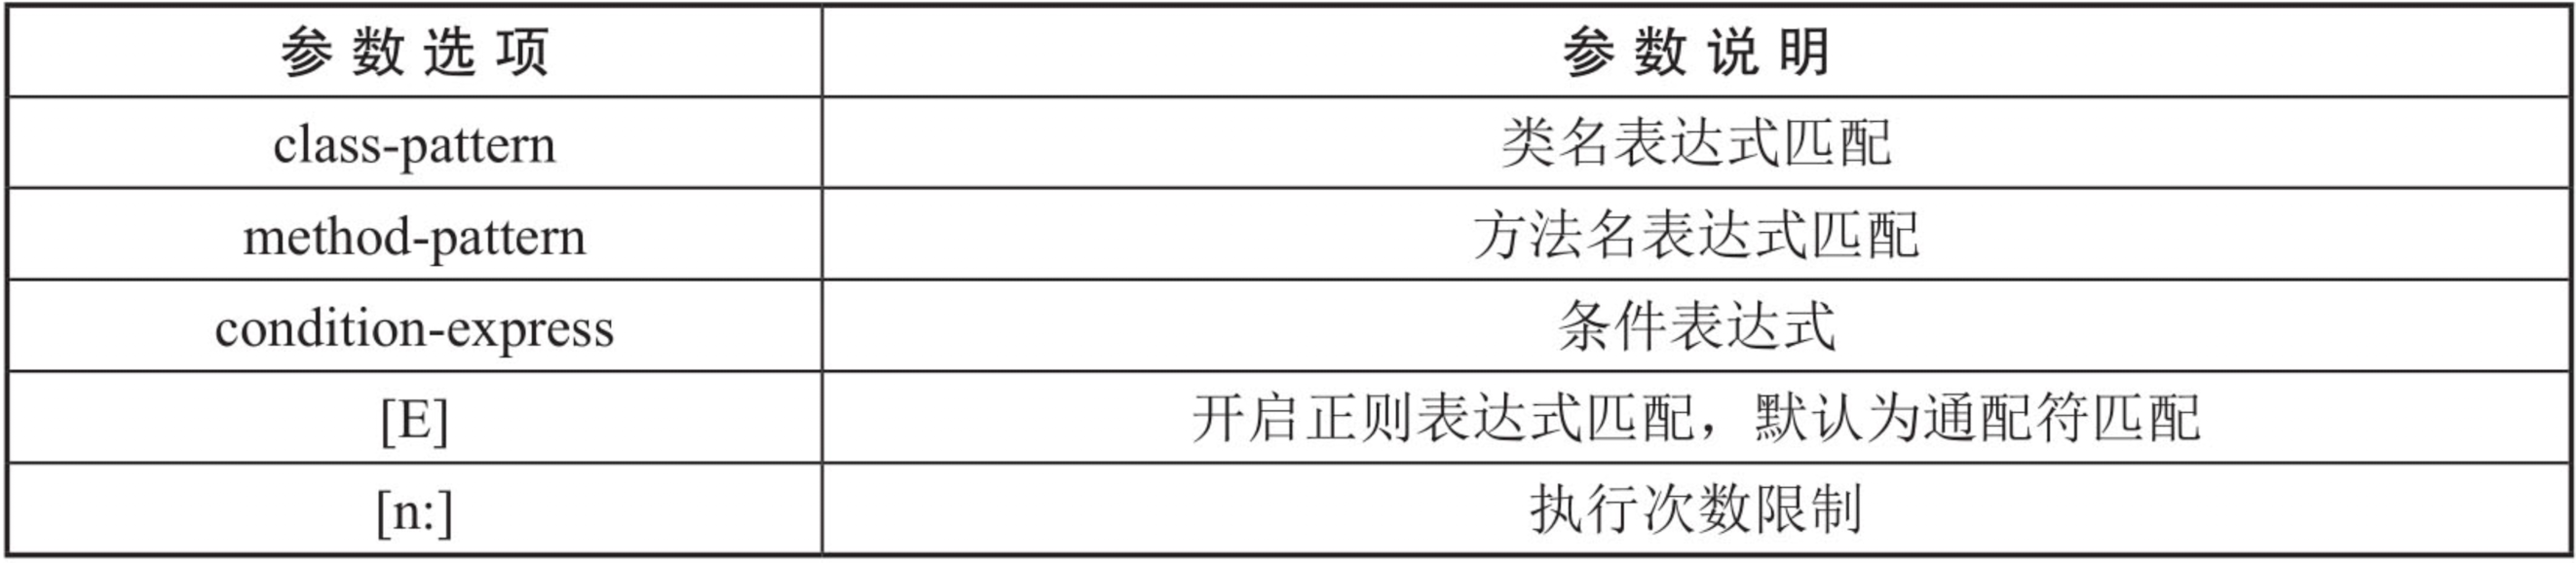 参数选项 参数说明
class-pattern 类名表达式匹配
method-pattern 方法名表达式匹配
condition-express 条件表达式
[E] 开启正则表达式匹配，默认为通配符匹配
[n:] 执行次数限制